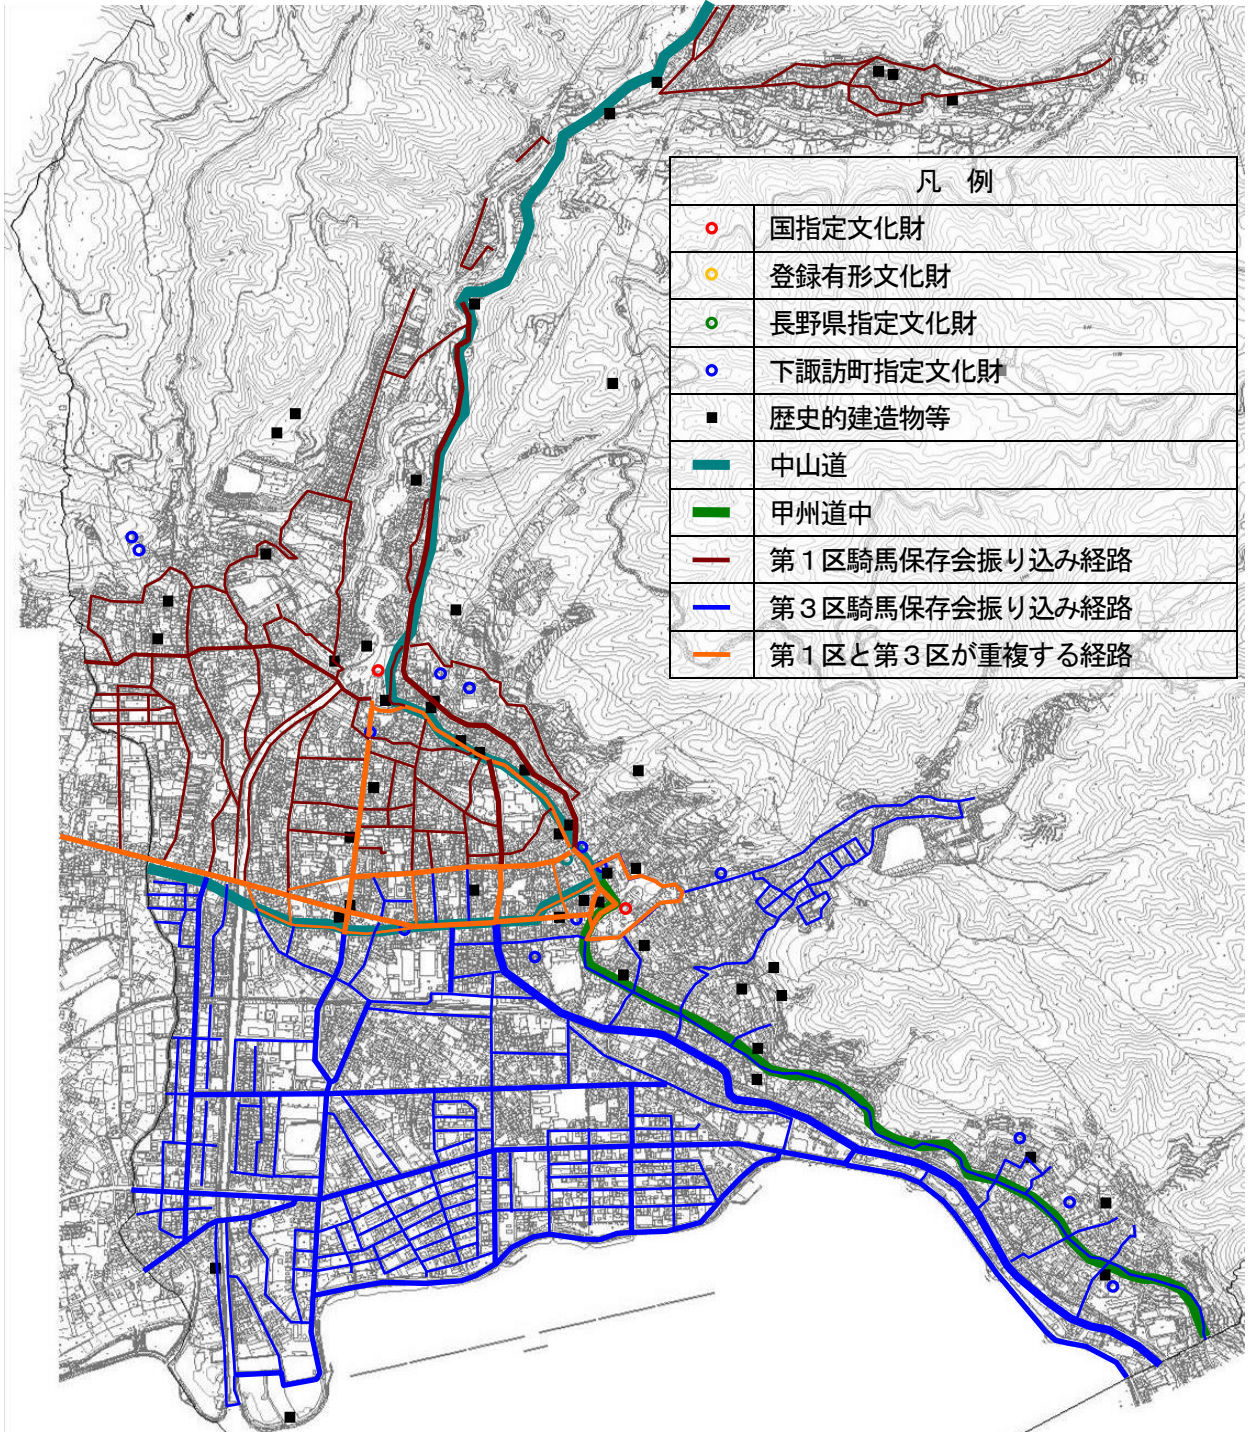 凡　例
国指定文化財
登録有形文化財
長野県指定文化財
下諏訪町指定文化財
歴史的建造物等
中山道
甲州道中
第１区騎馬保存会振り込み経路
第３区騎馬保存会振り込み経路
第１区と第３区が重複する経路